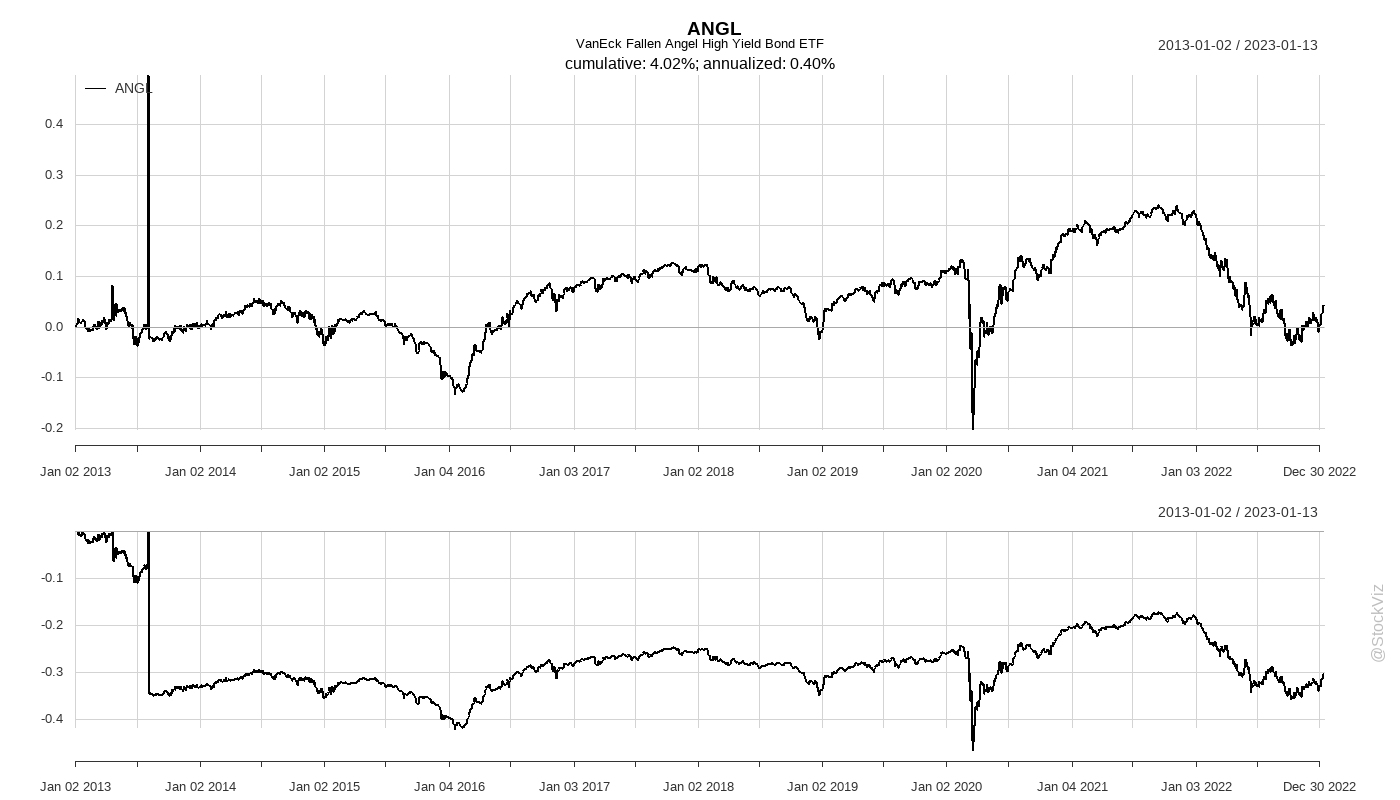 ANGL
VanEck Fallen Angel High Yield Bond ETF
cumulative: 4.02%; annualized: 0.40%
2013-01-02 / 2023-01-13
ANGL
0.4
0.3
0.2
0.1
0.0
-0.1
-0.2
Jan 02 2013 Jan 02 2014 Jan 02 2015 Jan 04 2016 Jan 03 2017 Jan 02 2018 Jan 02 2019 Jan 02 2020 Jan 04 2021 Jan 03 2022 Dec 30 2022
2013-01-02 / 2023-01-13
-0.1
-0.2
-0.3
-0.4
Jan 02 2013 Jan 02 2014 Jan 02 2015 Jan 04 2016 Jan 03 2017 Jan 02 2018 Jan 02 2019 Jan 02 2020 Jan 04 2021 Jan 03 2022 Dec 30 2022
@StockViz